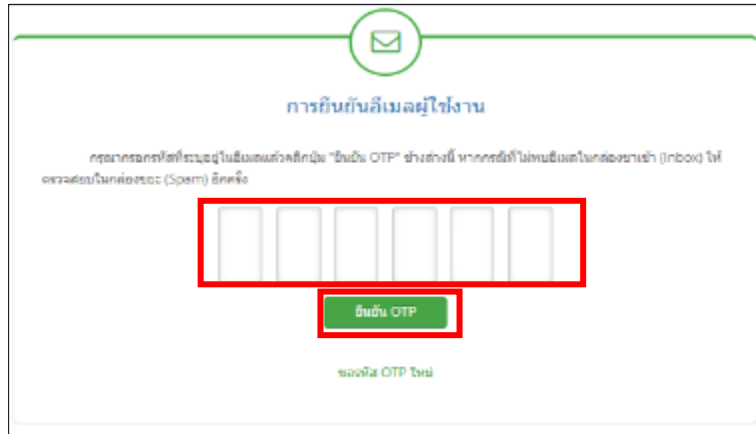 การยืนยันอีเมลผู้ใช้งาน
กรุณากรอกรหัสที่ระบุอยู่ในอีเมลแล้วคลิกปุ่ม "ยืนยัน OTP" ข้างล่างนี้ หากกรณีที่ไม่พบอีเมลในกล่องขาเข้า (Inbox) ให้
ตรวจสอบในกล่องขยะ (Spam) อีกครั้ง
ยืนยัน OTP
ขอรหัส OTP ใหม่